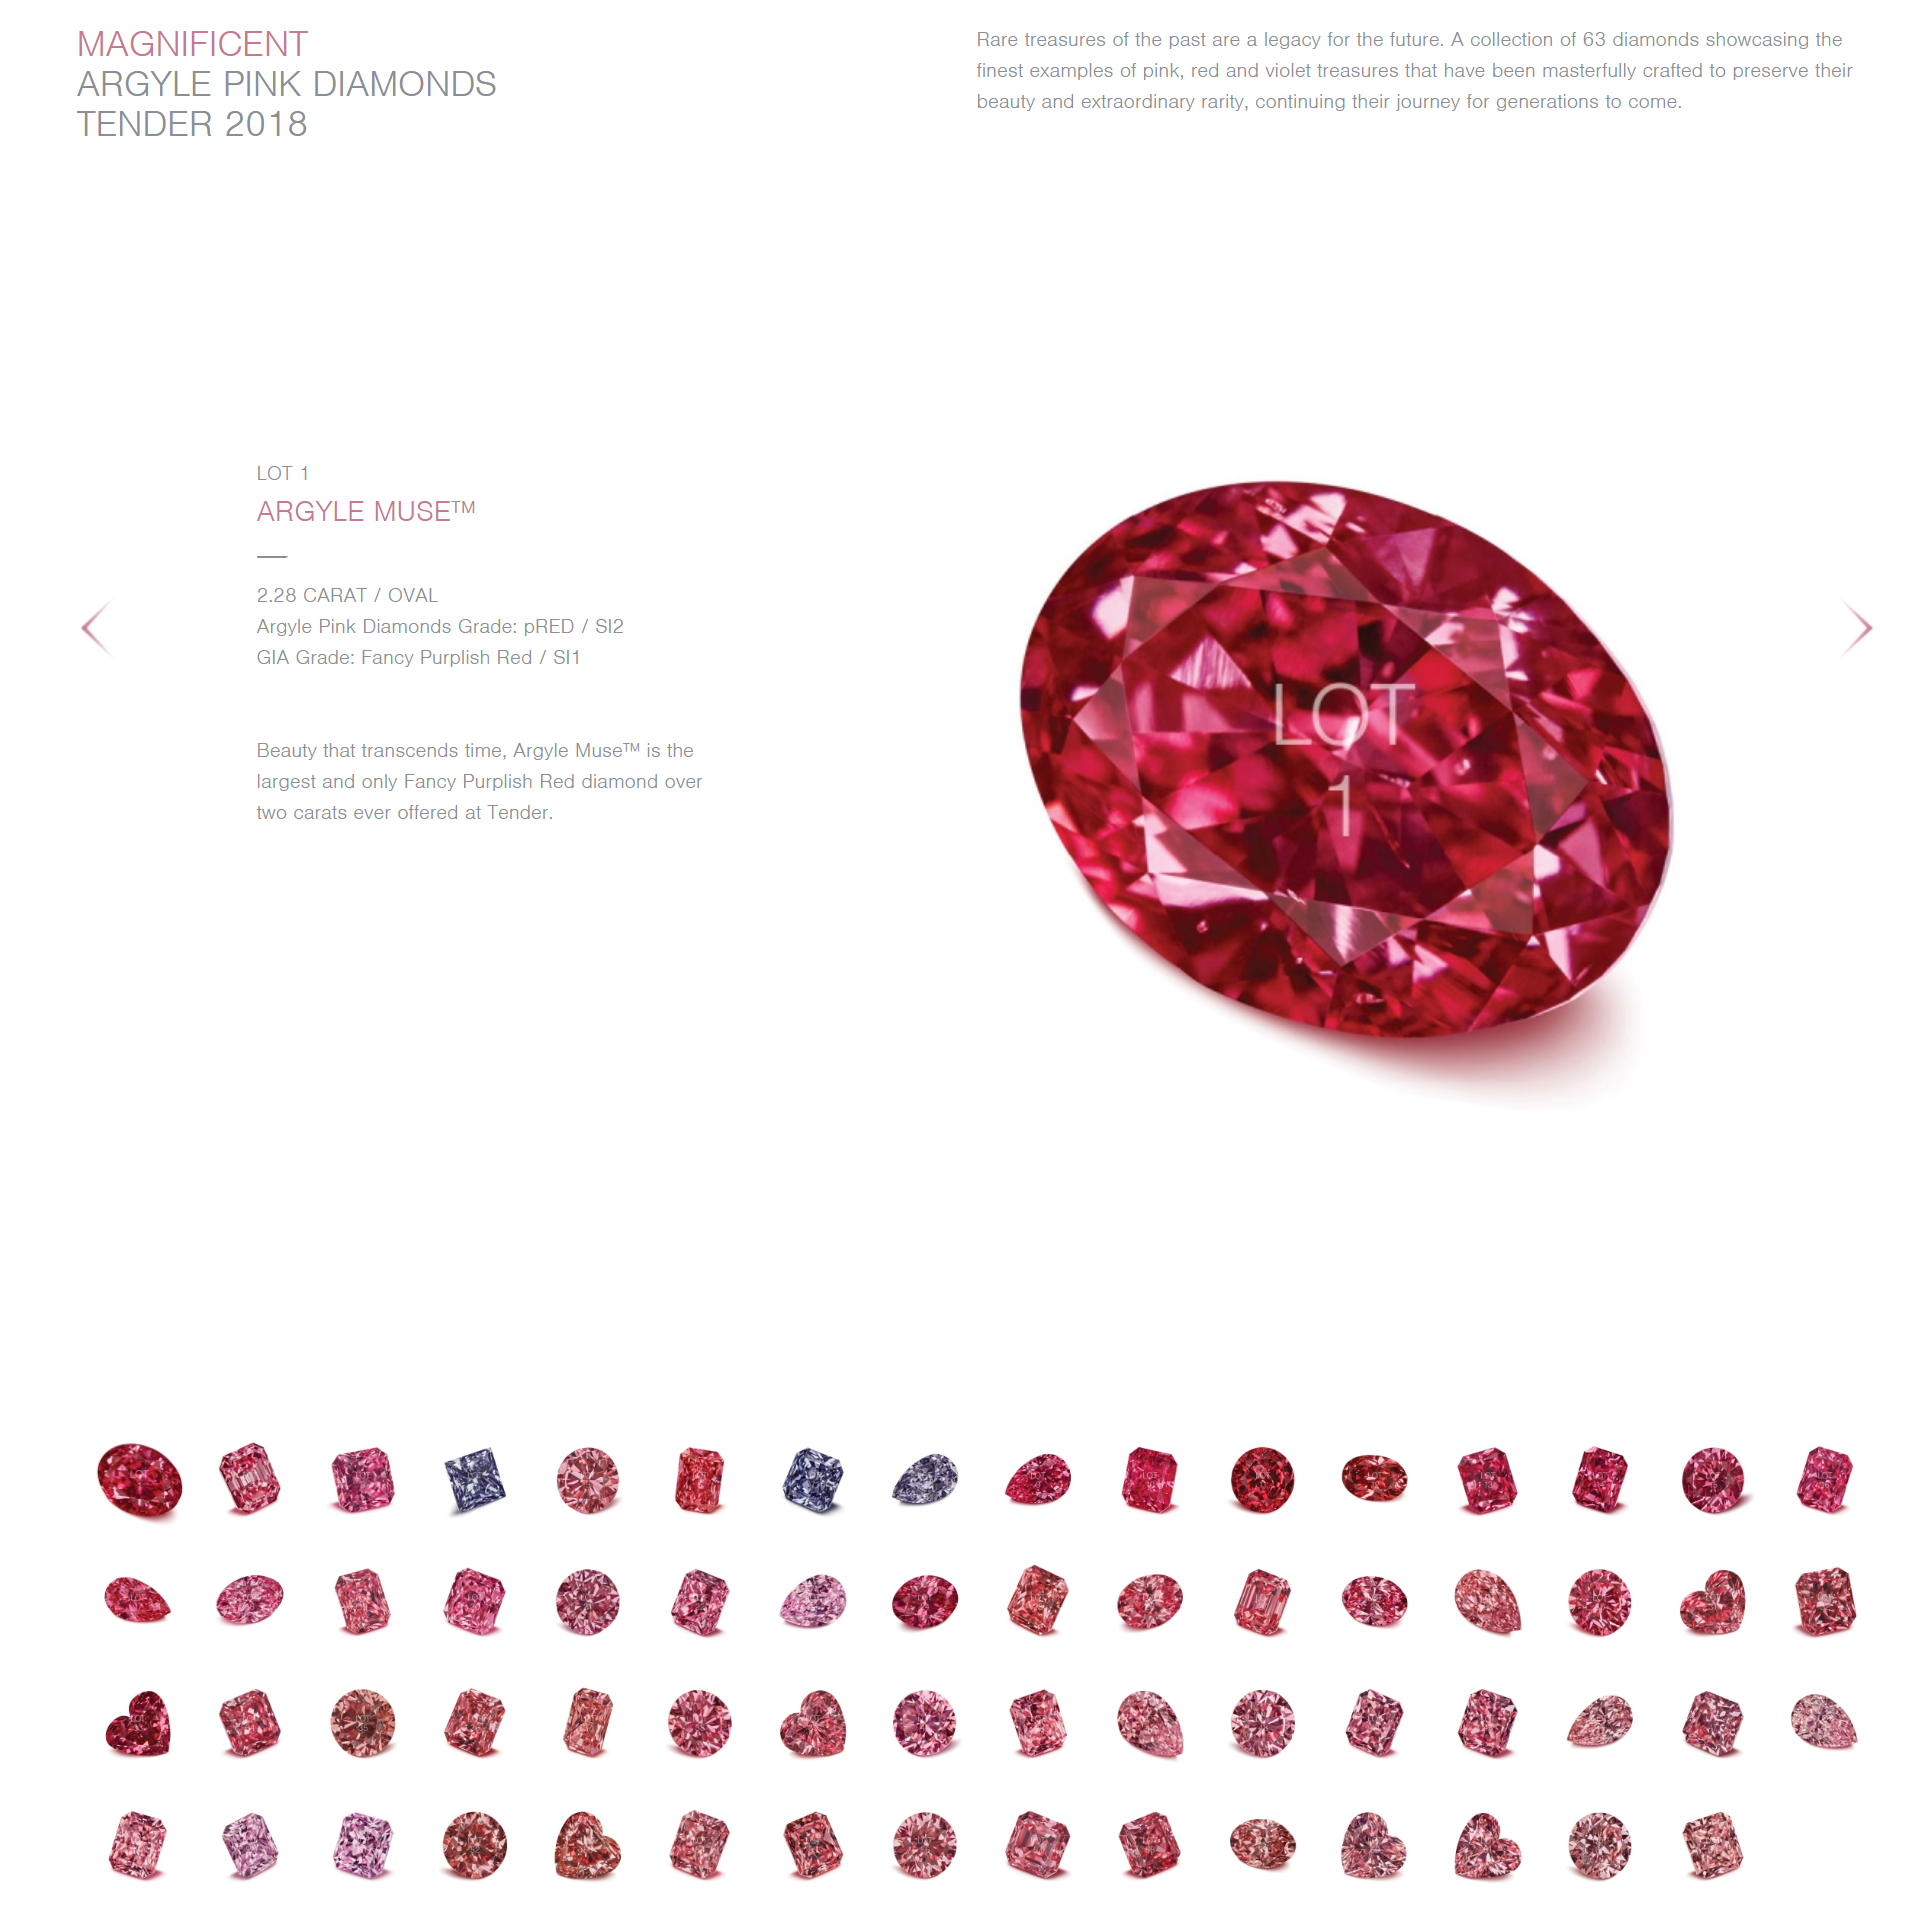 MAGNIFICENT
ARGYLE PINK DIAMONDS
TENDER 2018
Rare treasures of the past are a legacy for the future. A collection of 63 diamonds showcasing the
finest examples of pink, red and violet treasures that have been masterfully crafted to preserve their
beauty and extraordinary rarity, continuing their journey for generations to come.
LOT 1
ARGYLE MUSE™
2.28 CARAT / OVAL
Argyle Pink Diamonds Grade: pRED / SI2
GIA Grade: Fancy Purplish Red / SI1
Beauty that transcends time, Argyle Muse™ is the
largest and only Fancy Purplish Red diamond over
two carats ever offered at Tender.
LOT
1